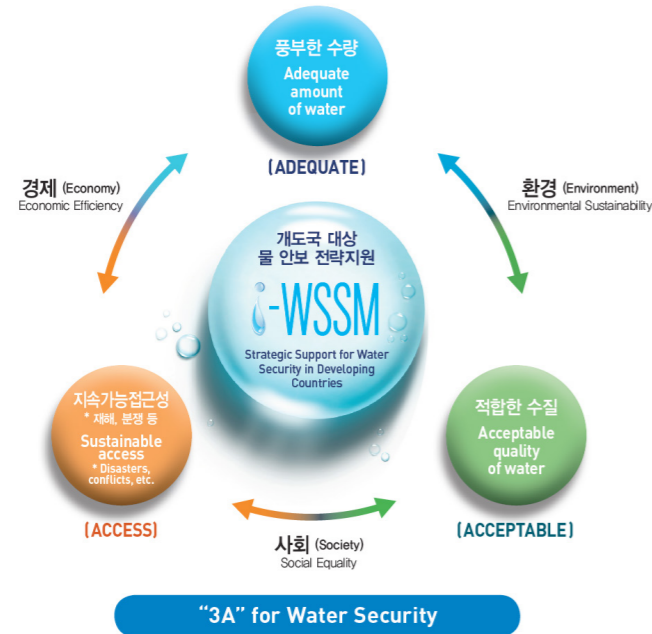 풍부한 수량
Adequate
amount
of water
(ADEQUATE)
경제 (Economy)
Economic Efficiency
환경 (Environment)
Environmental Sustainability
개도국 대상
물 안보 전략지원
i-WSSM
Strategic Support for Water
Security in Developing
Countries
지속가능접근성
* 재해, 분쟁 등
Sustainable
access
* Disasters,
conflicts, etc.
(ACCESS)
적합한 수질
Acceptable
quality
of water
(ACCEPTABLE)
사회 (Society)
Social Equality
“3A” for Water Security